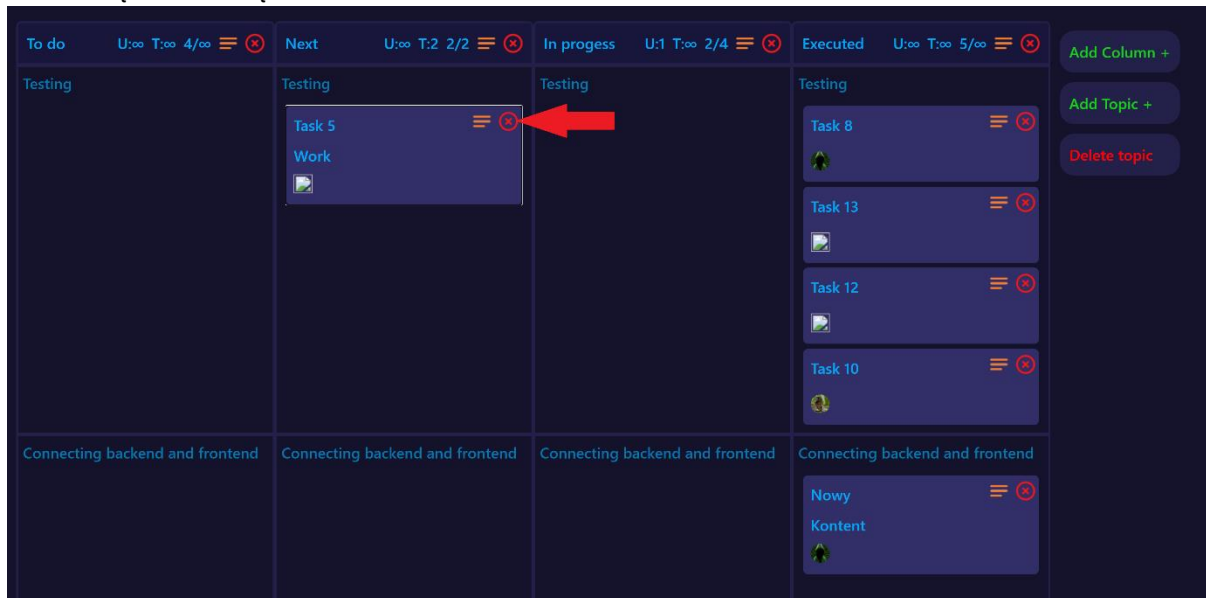 To do U:∞ T:∞ 4/∞
Next U:∞ T:2 2/2
In progess U:1 T:∞ 2/4
Executed U:∞ T:∞ 5/∞
Add Column +
Add Topic +
Delete topic
Testing
Testing
Task 5
Work
Testing
Testing
Task 8
Task 13
Task 12
Task 10
Connecting backend and frontend
Connecting backend and frontend
Connecting backend and frontend
Connecting backend and frontend
Nowy
Kontent